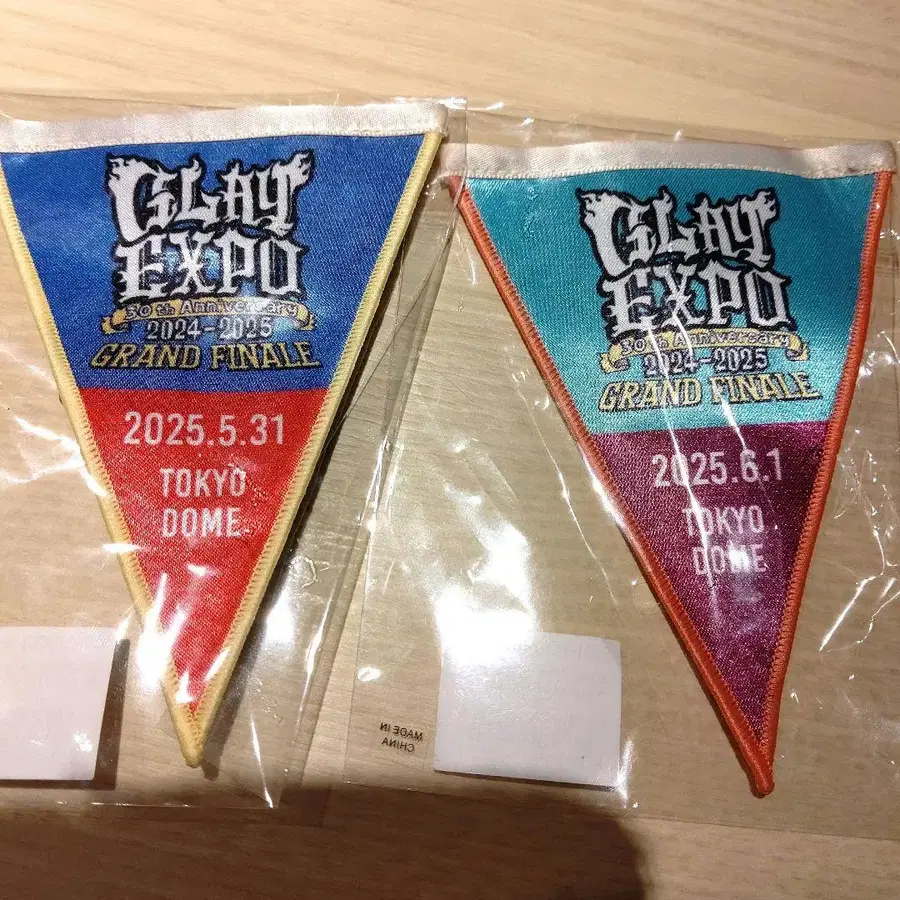 GLAY
EXPO
30th Anniversary
2024-2025
GRAND FINALE
2025.5.31
TOKYO
DOME
GLAY
EXPO
30th Anniversary
2024-2025
GRAND FINALE
2025.6.1
TOKYO
DOME
MADE IN
CHINA